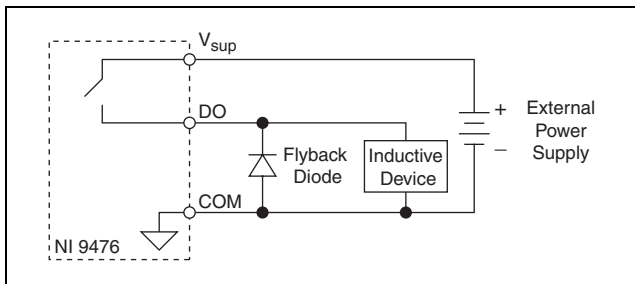 V_sup
DO
COM
NI 9476
Flyback
Diode
Inductive
Device
+
−
External
Power
Supply